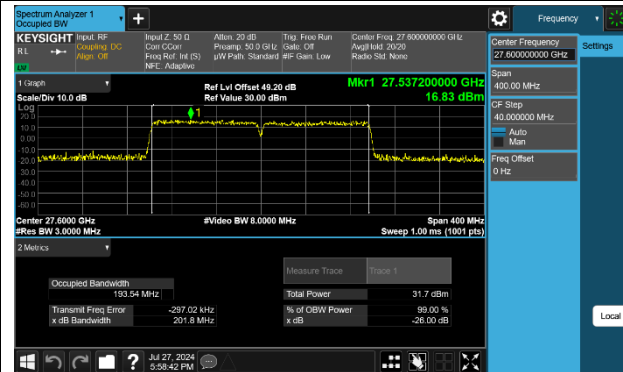 Spectrum Analyzer 1
Occupied BW
Frequency
KEYSIGHT
RL
Input: RF
Coupling: DC
Align: Off
Input Z: 50 Ω
Corr CCorr
Freq Ref: Int (S)
NFE: Adaptive
Atten: 20 dB
Preamp: 50.0 GHz
µW Path: Standard
Trig: Free Run
Gate: Off
#IF Gain: Low
Center Freq: 27.600000000 GHz
Avg|Hold: 20/20
Radio Std: None
LW
1 Graph
Scale/Div 10.0 dB
Ref Lvl Offset 49.20 dB
Ref Value 30.00 dBm
Mkr1 27.537200000 GHz
16.83 dBm
Log
20.0
10.0
0.00
-10.0
-20.0
-30.0
-40.0
-50.0
-60.0
1
Center 27.6000 GHz
#Res BW 3.0000 MHz
#Video BW 8.0000 MHz
Span 400 MHz
Sweep 1.00 ms (1001 pts)
2 Metrics
Measure Trace
Trace 1
Occupied Bandwidth
193.54 MHz
Total Power
31.7 dBm
Transmit Freq Error
-297.02 kHz
% of OBW Power
99.00 %
x dB Bandwidth
201.8 MHz
x dB
-26.00 dB
Center Frequency
27.600000000 GHz
Settings
Span
400.00 MHz
CF Step
40.000000 MHz
Auto
Man
Freq Offset
0 Hz
Local
?
Jul 27, 2024
5:58:42 PM